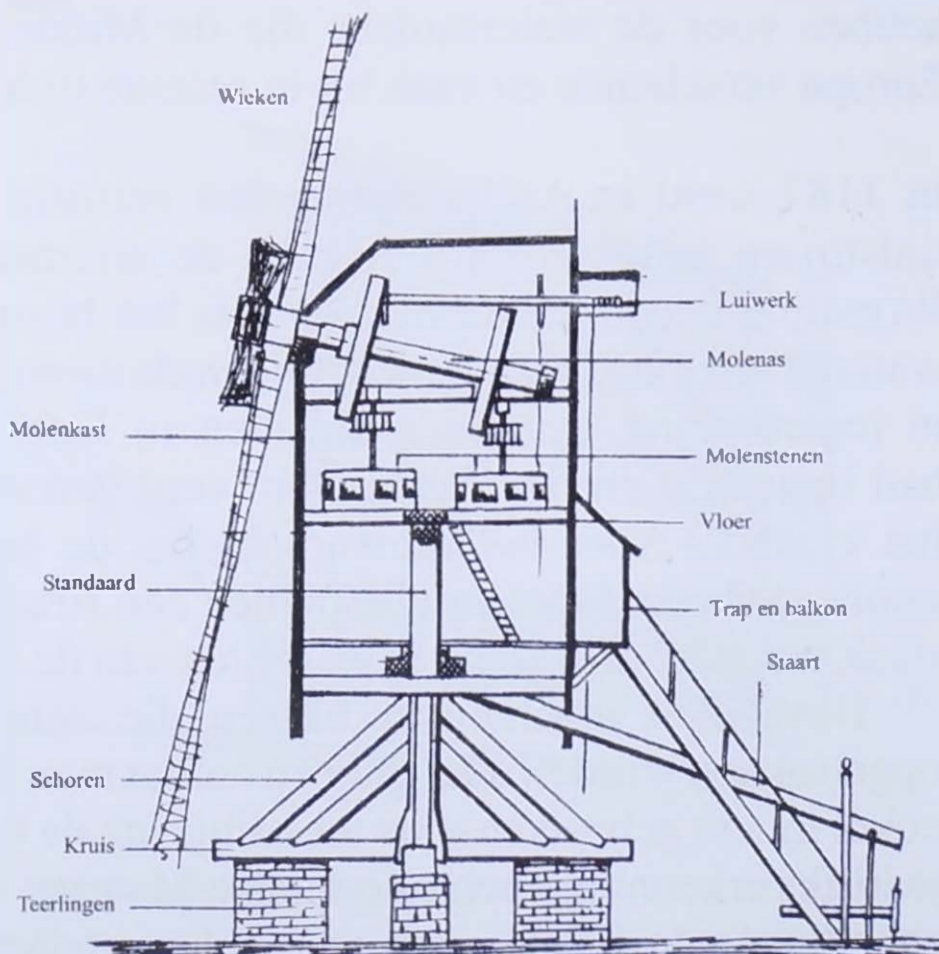 Wieken
Luiwerk
Molenas
Molenkast
Molenstenen
Vloer
Standaard
Trap en balkon
Staart
Schoren
Kruis
Teerlingen